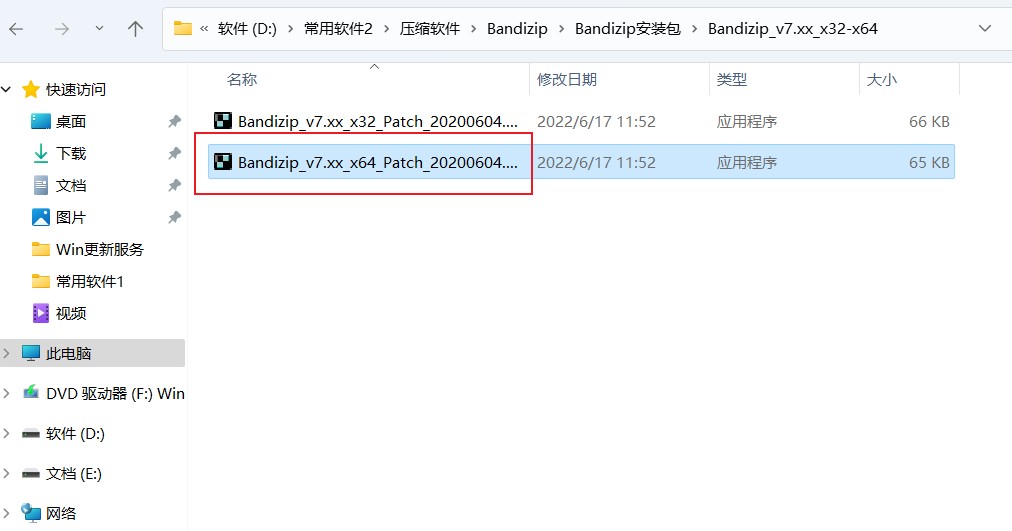 « 软件 (D:) › 常用软件2 › 压缩软件 › Bandizip › Bandizip安装包 › Bandizip_v7.xx_x32-x64
名称 修改日期 类型 大小
快速访问
Bandizip_v7.xx_x32_Patch_20200604.... 2022/6/17 11:52 应用程序 66 KB
桌面
Bandizip_v7.xx_x64_Patch_20200604.... 2022/6/17 11:52 应用程序 65 KB
下载
文档
图片
Win更新服务
常用软件1
视频
此电脑
DVD 驱动器 (F:) Win
软件 (D:)
文档 (E:)
网络